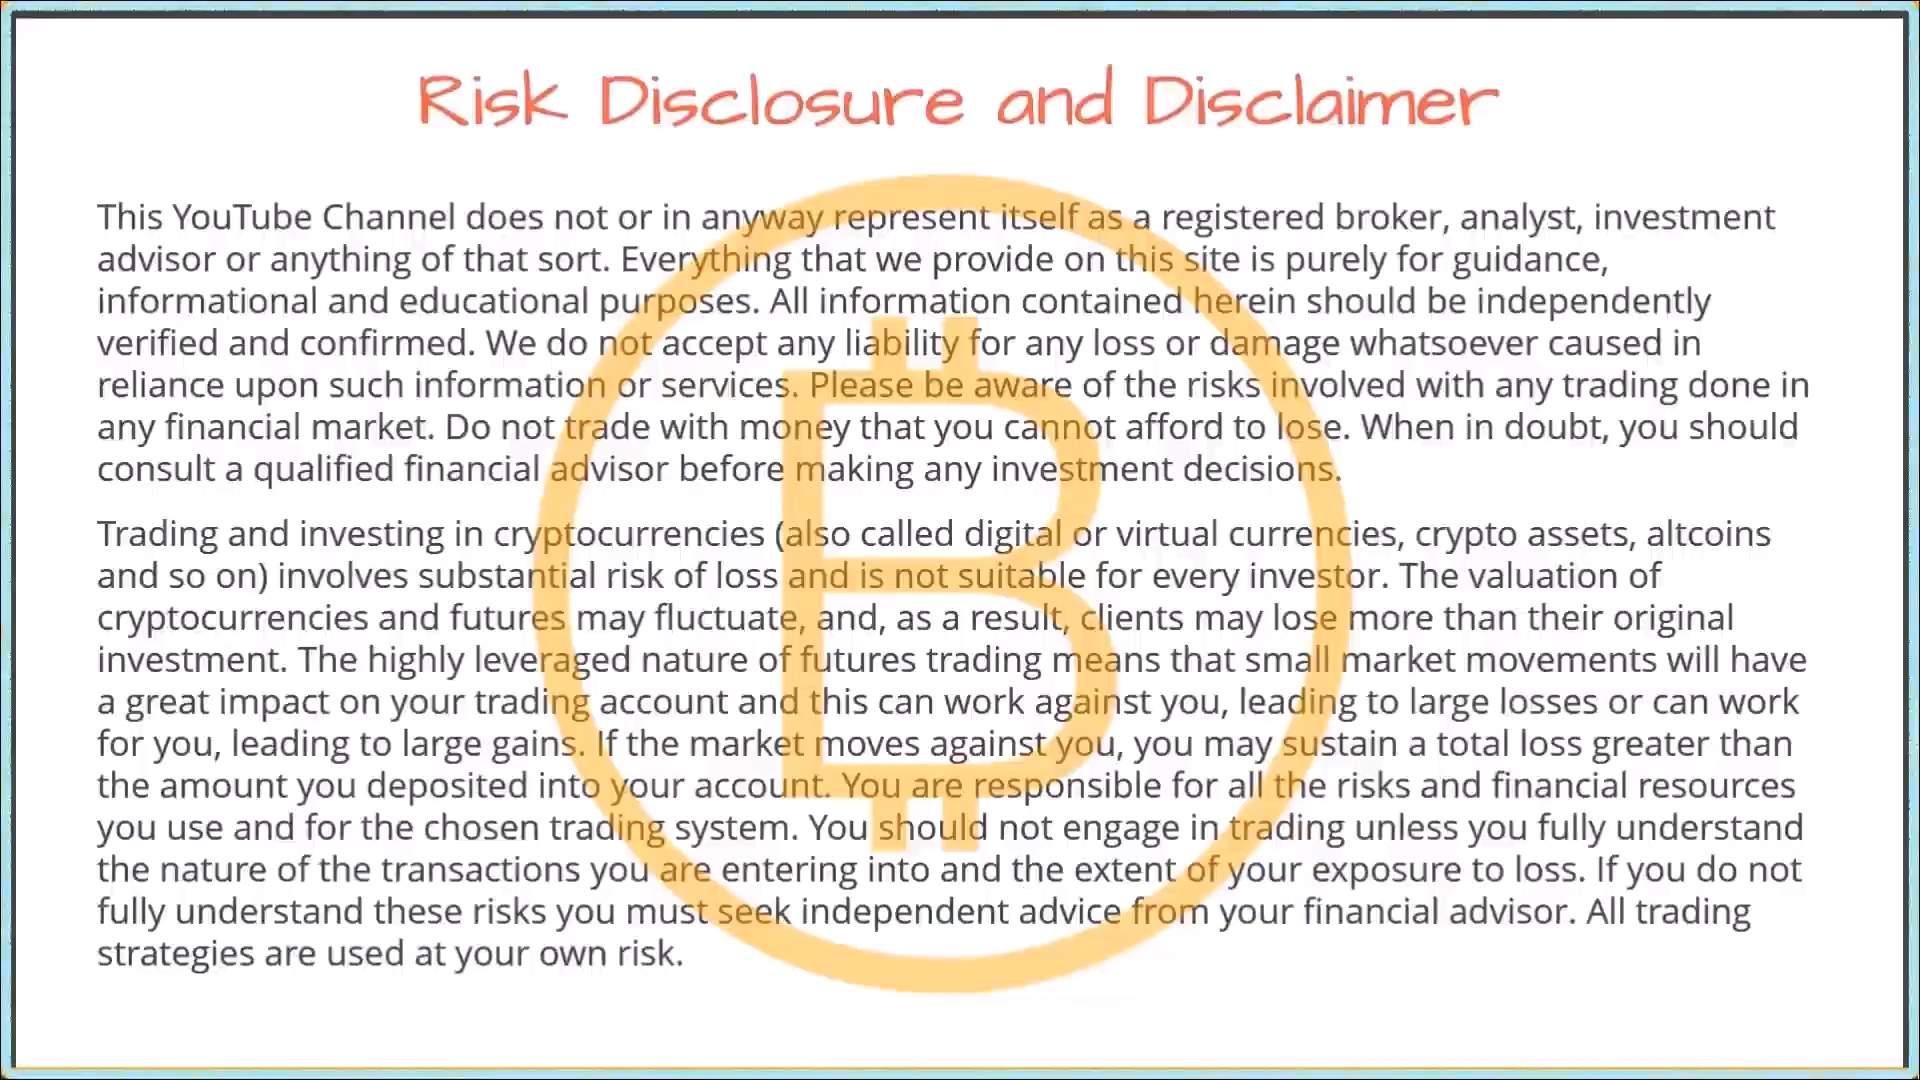 Risk Disclosure and Disclaimer
This YouTube Channel does not or in anyway represent itself as a registered broker, analyst, investment
advisor or anything of that sort. Everything that we provide on this site is purely for guidance,
informational and educational purposes. All information contained herein should be independently
verified and confirmed. We do not accept any liability for any loss or damage whatsoever caused in
reliance upon such information or services. Please be aware of the risks involved with any trading done in
any financial market. Do not trade with money that you cannot afford to lose. When in doubt, you should
consult a qualified financial advisor before making any investment decisions.
Trading and investing in cryptocurrencies (also called digital or virtual currencies, crypto assets, altcoins
and so on) involves substantial risk of loss and is not suitable for every investor. The valuation of
cryptocurrencies and futures may fluctuate, and, as a result, clients may lose more than their original
investment. The highly leveraged nature of futures trading means that small market movements will have
a great impact on your trading account and this can work against you, leading to large losses or can work
for you, leading to large gains. If the market moves against you, you may sustain a total loss greater than
the amount you deposited into your account. You are responsible for all the risks and financial resources
you use and for the chosen trading system. You should not engage in trading unless you fully understand
the nature of the transactions you are entering into and the extent of your exposure to loss. If you do not
fully understand these risks you must seek independent advice from your financial advisor. All trading
strategies are used at your own risk.